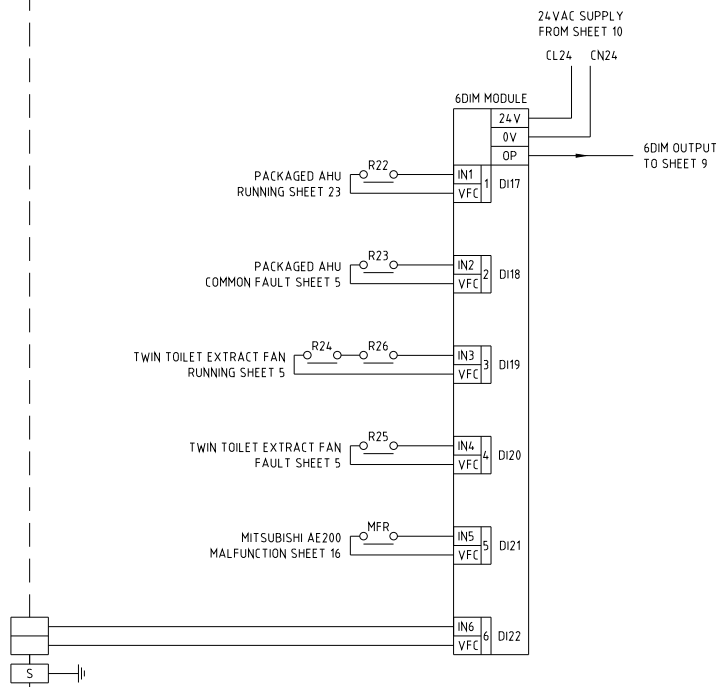 24VAC SUPPLY
FROM SHEET 10
CL24 CN24
6DIM MODULE
24V
0V
OP
6DIM OUTPUT
TO SHEET 9
PACKAGED AHU
RUNNING SHEET 23
R22
IN1
VFC
1
DI17
PACKAGED AHU
COMMON FAULT SHEET 5
R23
IN2
VFC
2
DI18
TWIN TOILET EXTRACT FAN
RUNNING SHEET 5
R24 R26
IN3
VFC
3
DI19
TWIN TOILET EXTRACT FAN
FAULT SHEET 5
R25
IN4
VFC
4
DI20
MITSUBISHI AE200
MALFUNCTION SHEET 16
MFR
IN5
VFC
5
DI21
IN6
VFC
6
DI22
S